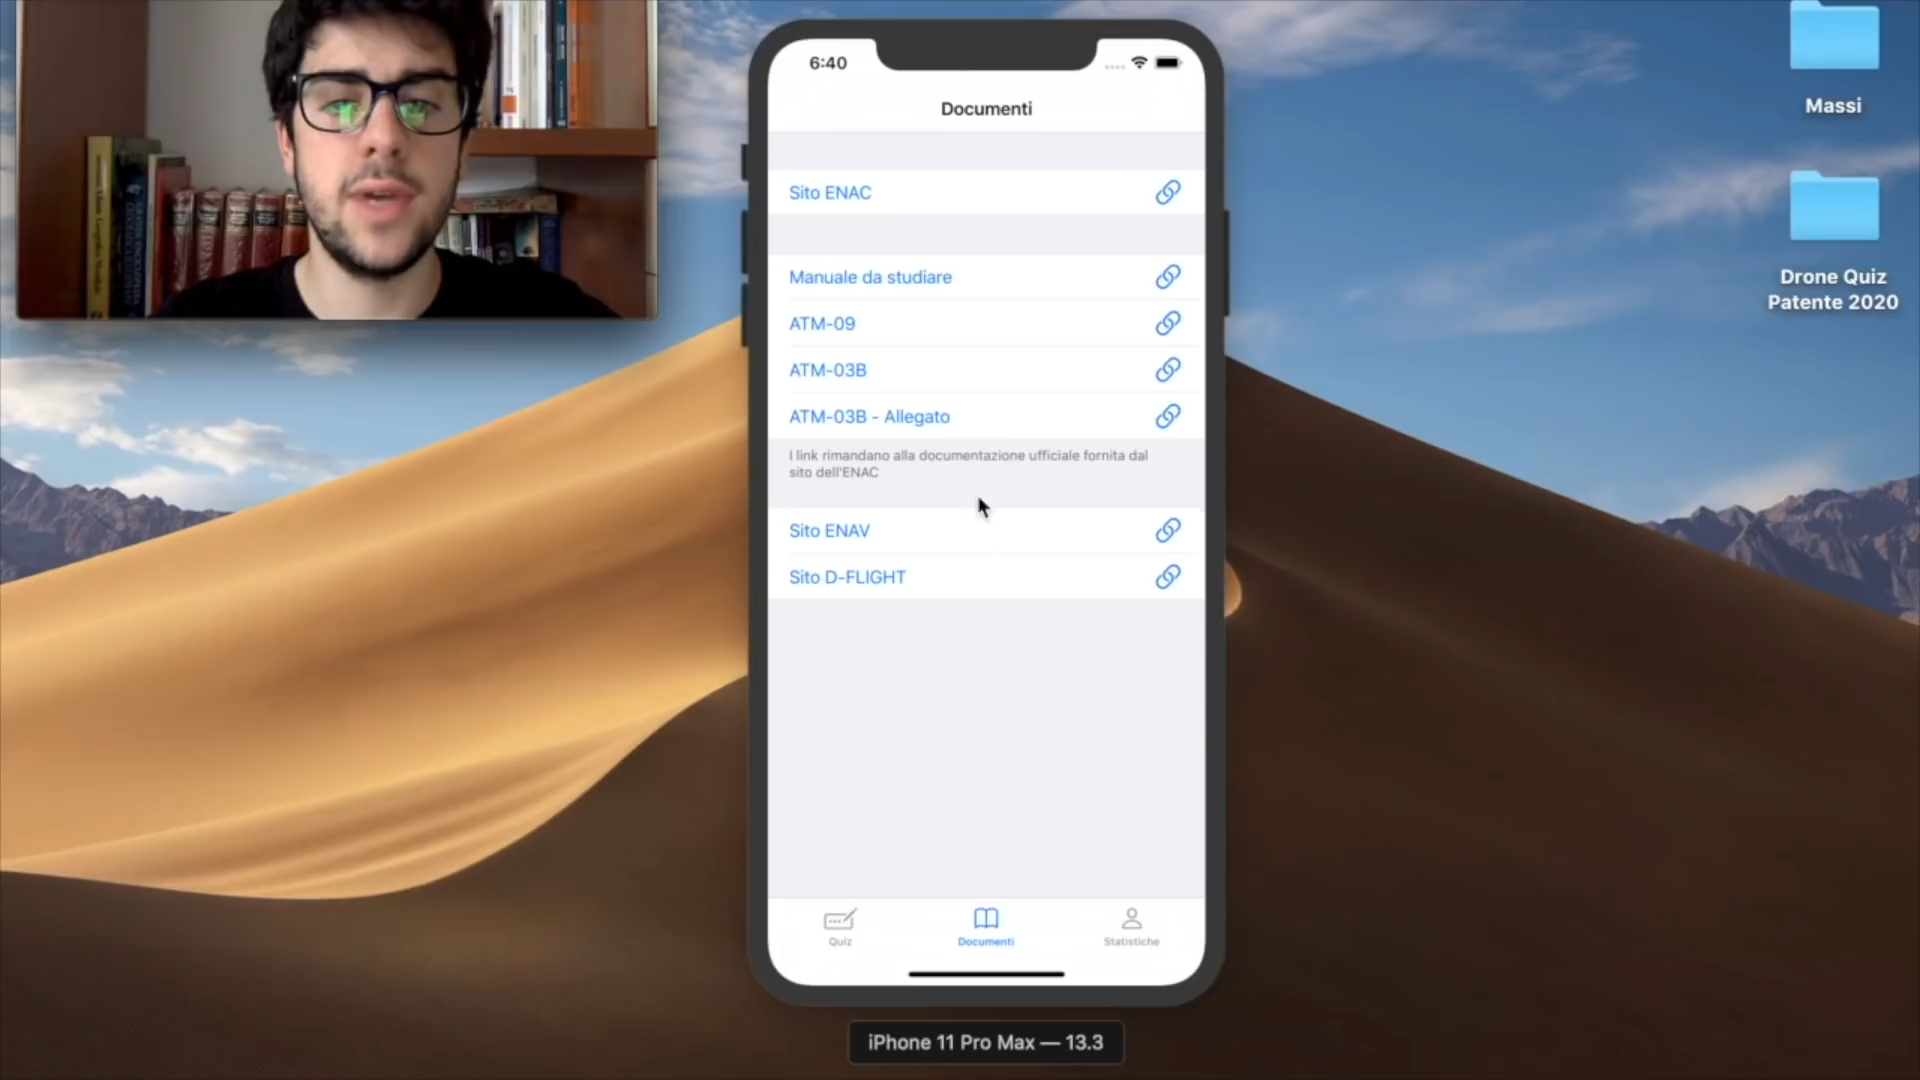 6:40
Documenti
Sito ENAC
Manuale da studiare
ATM-09
ATM-03B
ATM-03B - Allegato
I link rimandano alla documentazione ufficiale fornita dal
sito dell'ENAC
Sito ENAV
Sito D-FLIGHT
Quiz
Documenti
Statistiche
iPhone 11 Pro Max — 13.3
Massi
Drone Quiz
Patente 2020